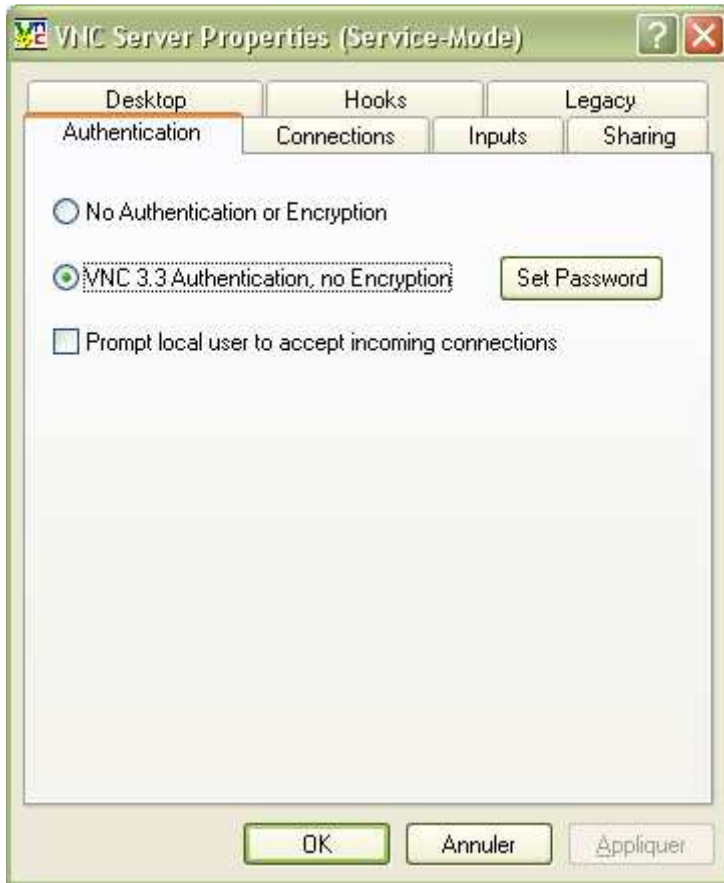 VNC Server Properties (Service-Mode)
Desktop Hooks Legacy
Authentication Connections Inputs Sharing
No Authentication or Encryption
VNC 3.3 Authentication, no Encryption Set Password
Prompt local user to accept incoming connections
OK Annuler Appliquer